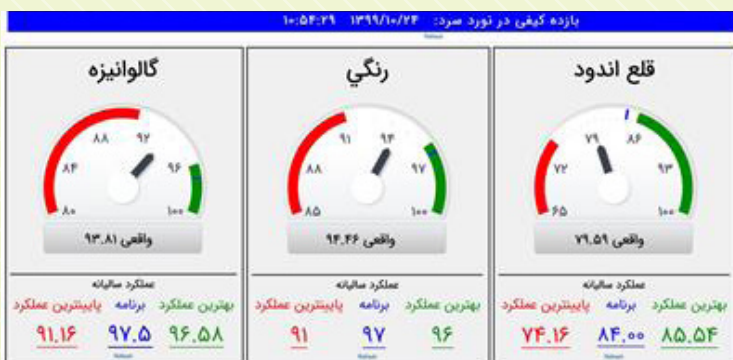 بازده کیفی در نورد سرد: ۱۳۹۹/۱۰/۲۴ ۱۰:۵۴:۲۹
قلع اندود
۶۵ ۷۲ ۷۹ ۸۶ ۹۳ ۱۰۰
واقعی ۷۹.۵۹
عملکرد سالیانه
بهترین عملکرد برنامه پایینترین عملکرد
۸۵.۵۴ ۸۴.۰۰ ۷۴.۱۶
رنگي
۸۵ ۸۸ ۹۱ ۹۴ ۹۷ ۱۰۰
واقعی ۹۴.۴۶
عملکرد سالیانه
بهترین عملکرد برنامه پایینترین عملکرد
۹۶ ۹۷ ۹۱
گالوانیزه
۸۰ ۸۴ ۸۸ ۹۲ ۹۶ ۱۰۰
واقعی ۹۳.۸۱
عملکرد سالیانه
بهترین عملکرد برنامه پایینترین عملکرد
۹۶.۵۸ ۹۷.۵ ۹۱.۱۶